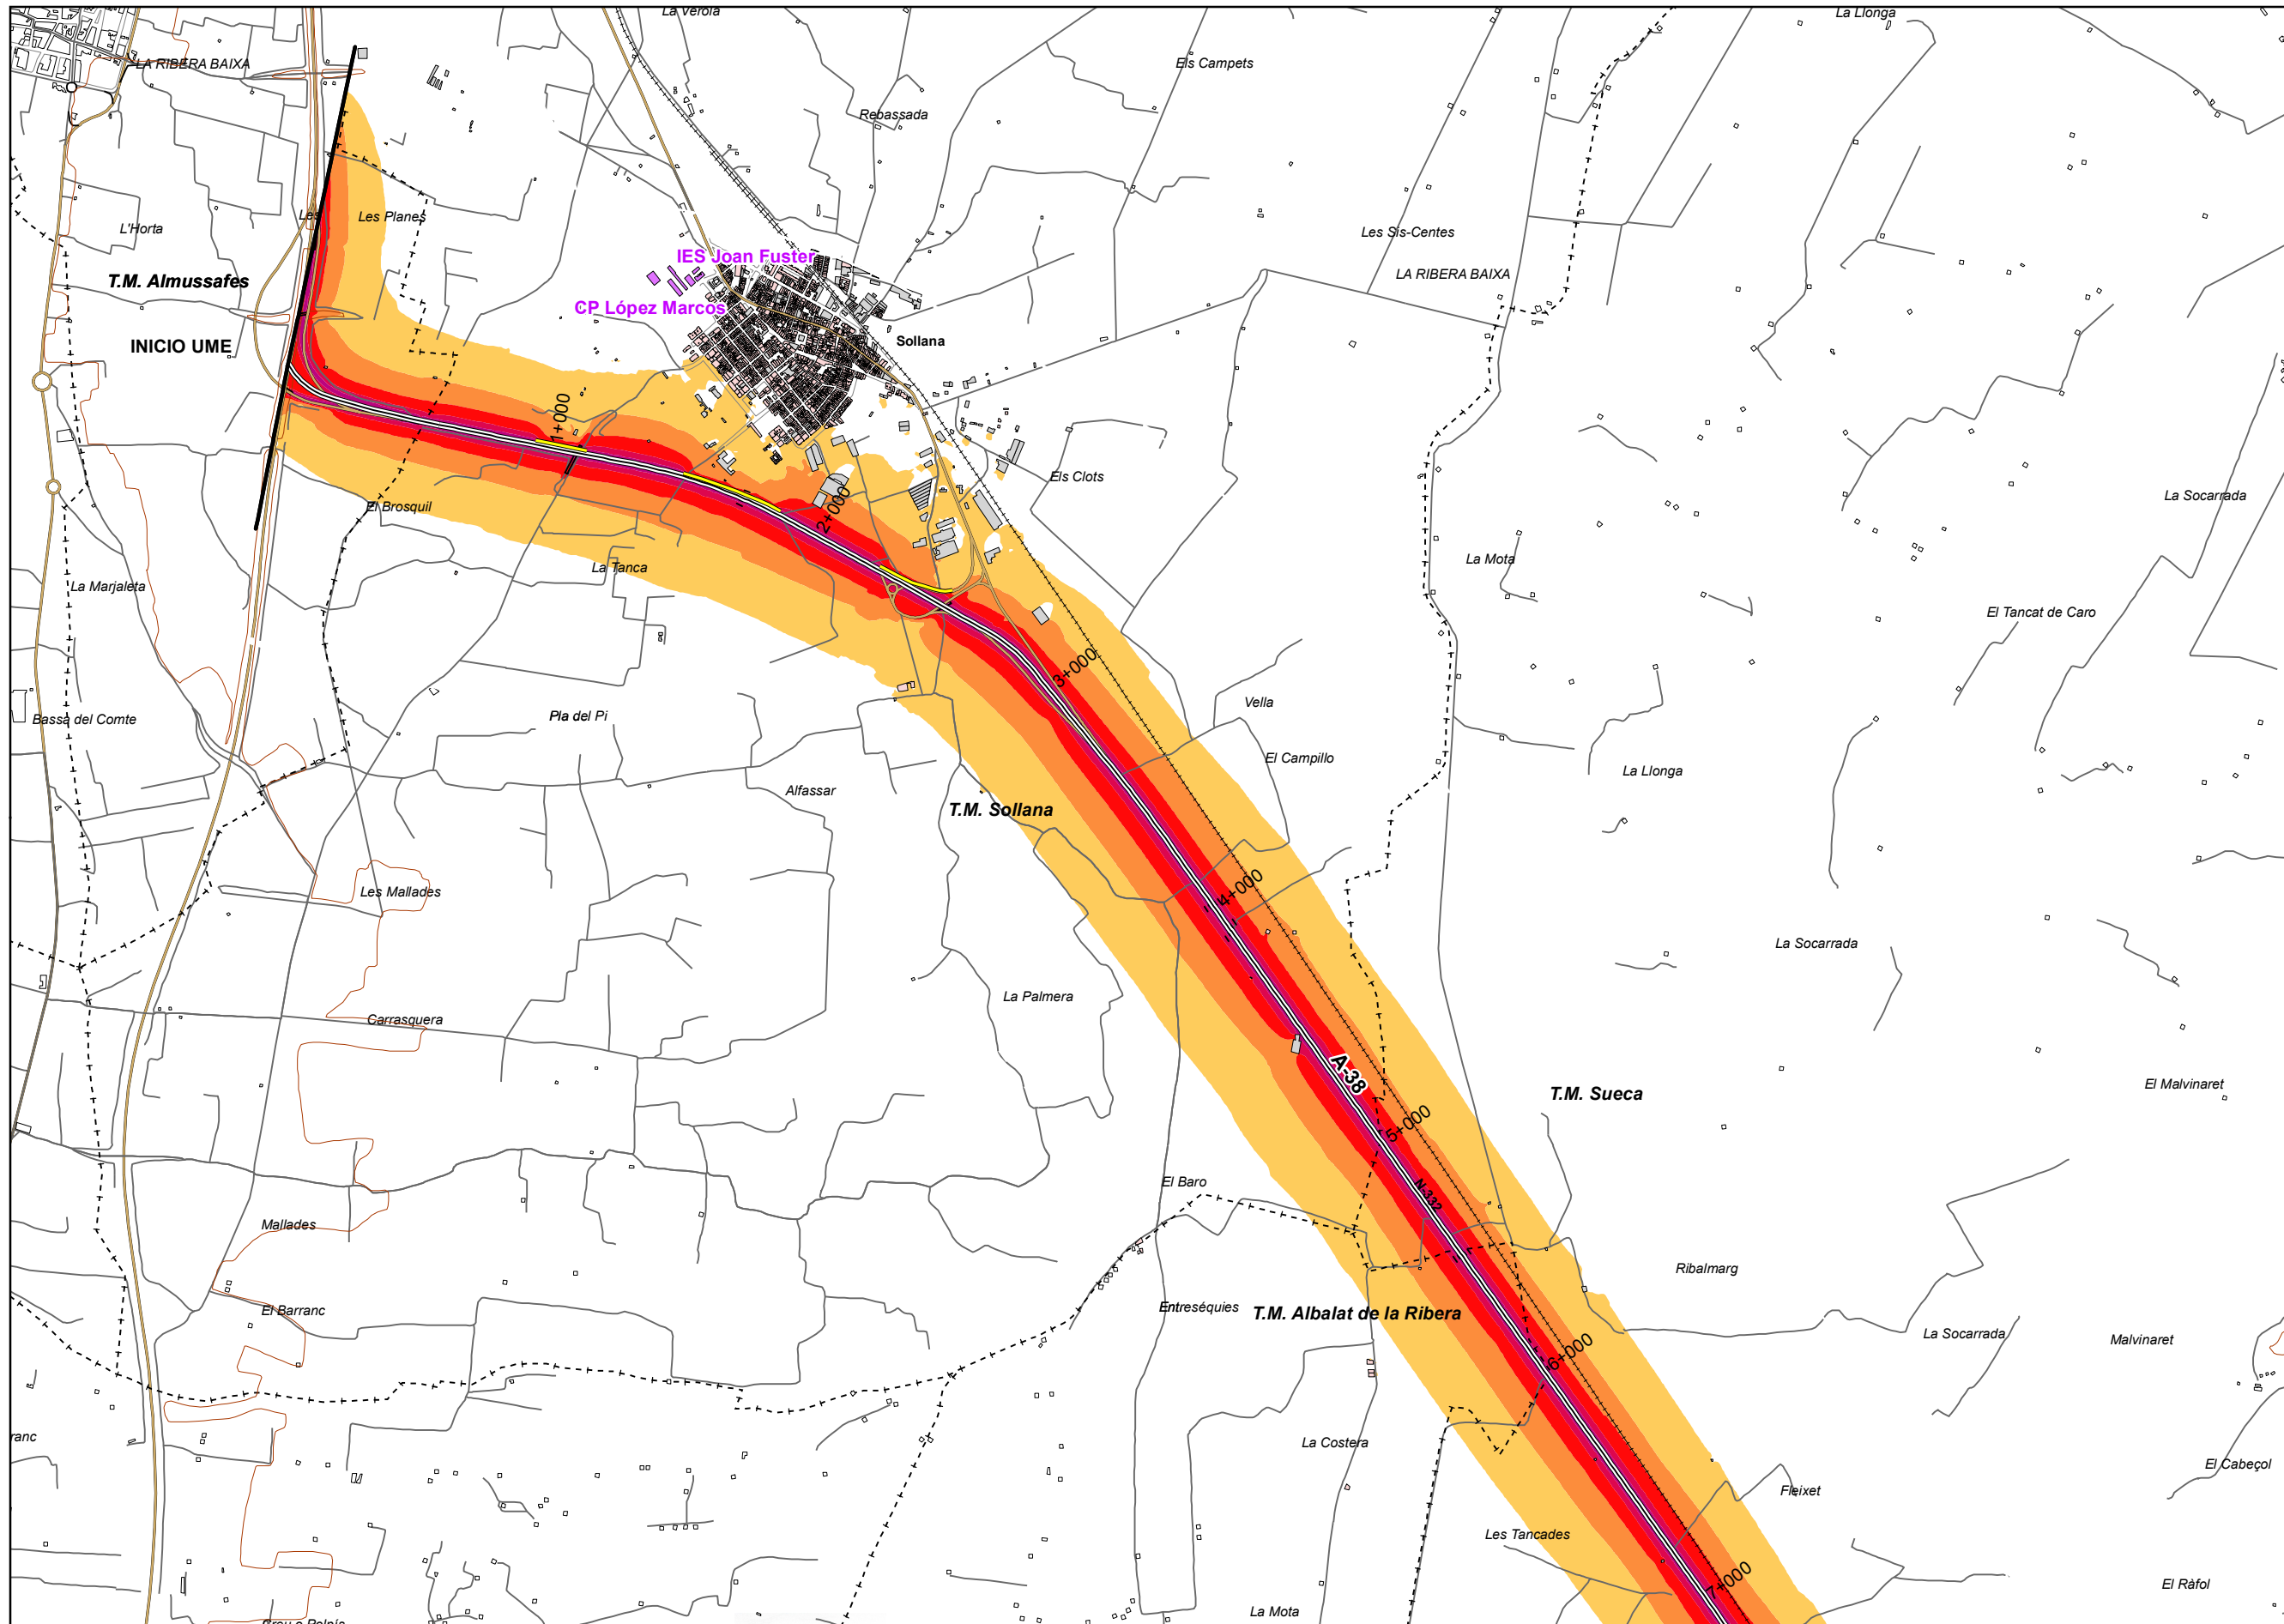 La Verola
La Llonga
LA RIBERA BAIXA
Els Campets
Rebassada
Les
Les Planes
L'Horta
Les Sis-Centes
IES Joan Fuster
LA RIBERA BAIXA
T.M. Almussafes
CP López Marcos
Sollana
INICIO UME
1+000
Els Clots
La Socarrada
El Brosquil
2+000
La Mota
La Tanca
La Marjaleta
El Tancat de Caro
3+000
Vella
Bassa del Comte
Pla del Pi
El Campillo
La Llonga
Alfassar
T.M. Sollana
4+000
Les Mallades
La Socarrada
La Palmera
Carrasquera
A-38
El Malvinaret
T.M. Sueca
5+000
El Baro
N-332
Mallades
Ribalmarg
Entreséquies
El Barranc
T.M. Albalat de la Ribera
La Socarrada
Malvinaret
6+000
ranc
La Costera
El Cabeçol
Fleixet
Les Tancades
7+000
El Ràfol
La Mota